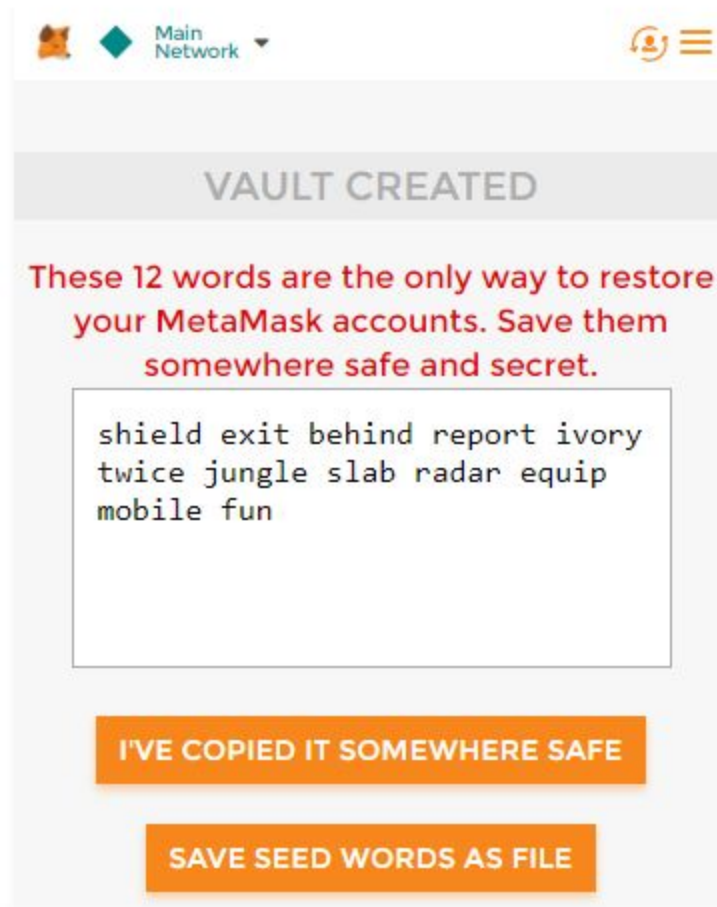 Main
Network
VAULT CREATED
These 12 words are the only way to restore
your MetaMask accounts. Save them
somewhere safe and secret.
shield exit behind report ivory
twice jungle slab radar equip
mobile fun
I'VE COPIED IT SOMEWHERE SAFE
SAVE SEED WORDS AS FILE